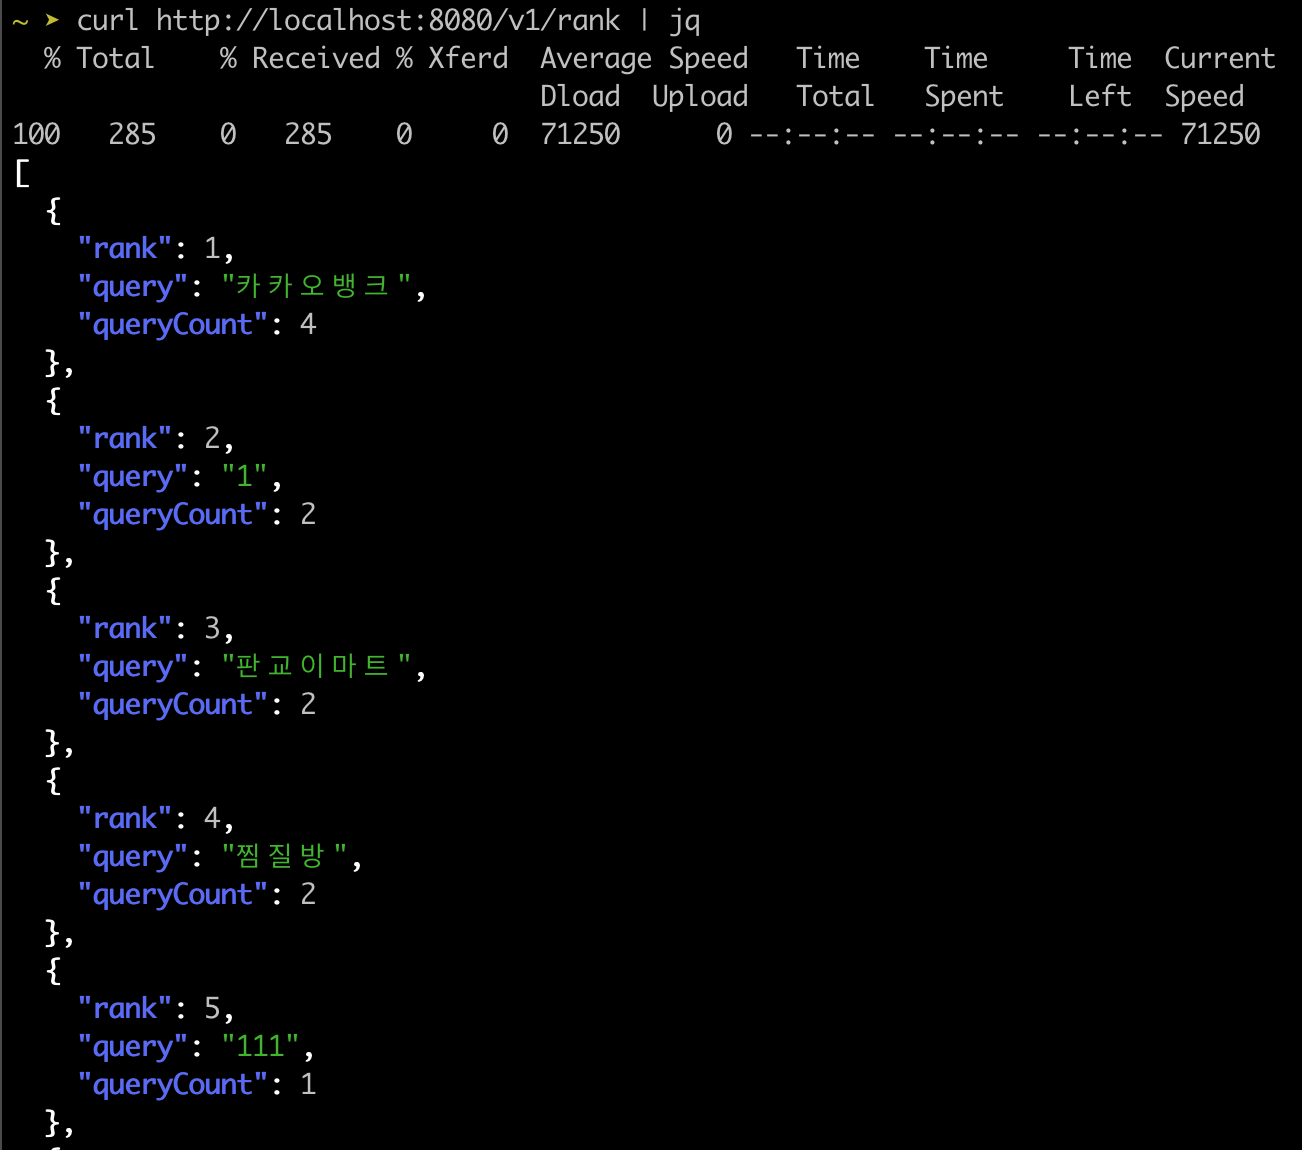 ~ ➤ curl http://localhost:8080/v1/rank | jq
  % Total    % Received % Xferd  Average Speed   Time    Time     Time  Current
                                 Dload  Upload   Total   Spent    Left  Speed
100   285    0   285    0     0  71250      0 --:--:-- --:--:-- --:--:-- 71250
[
  {
    "rank": 1,
    "query": "카카오뱅크",
    "queryCount": 4
  },
  {
    "rank": 2,
    "query": "1",
    "queryCount": 2
  },
  {
    "rank": 3,
    "query": "판교이마트",
    "queryCount": 2
  },
  {
    "rank": 4,
    "query": "찜질방",
    "queryCount": 2
  },
  {
    "rank": 5,
    "query": "111",
    "queryCount": 1
  },